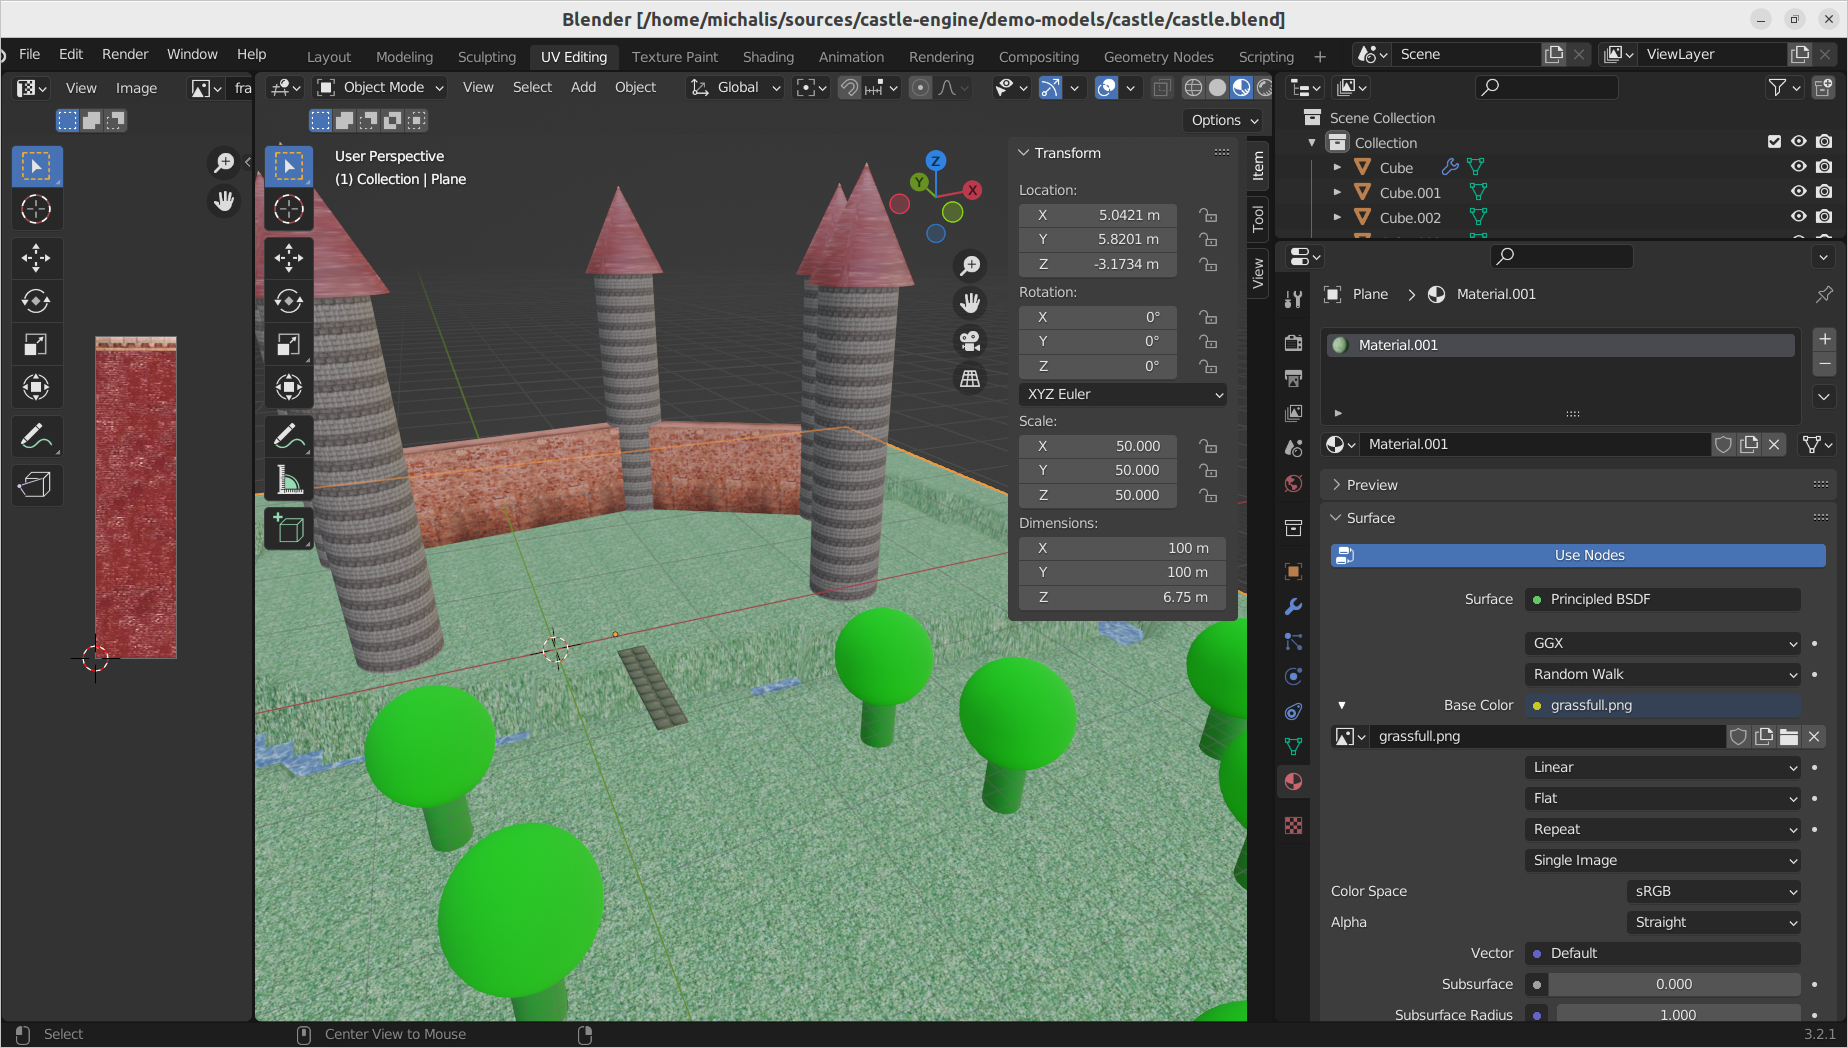 Blender [/home/michalis/sources/castle-engine/demo-models/castle/castle.blend]
File Edit Render Window Help Layout Modeling Sculpting UV Editing Texture Paint Shading Animation Rendering Compositing Geometry Nodes Scripting + Scene ViewLayer
View Image fra Object Mode View Select Add Object Global
Options
User Perspective
(1) Collection | Plane
Z
Y
X
Transform
Location:
X 5.0421 m
Y 5.8201 m
Z -3.1734 m
Rotation:
X 0°
Y 0°
Z 0°
XYZ Euler
Scale:
X 50.000
Y 50.000
Z 50.000
Dimensions:
X 100 m
Y 100 m
Z 6.75 m
Item
Tool
View
Scene Collection
Collection
Cube
Cube.001
Cube.002
Plane Material.001
Material.001
Material.001
Preview
Surface
Use Nodes
Surface Principled BSDF
GGX
Random Walk
Base Color grassfull.png
grassfull.png
Linear
Flat
Repeat
Single Image
Color Space sRGB
Alpha Straight
Vector Default
Subsurface 0.000
Subsurface Radius 1.000
Select Center View to Mouse 3.2.1